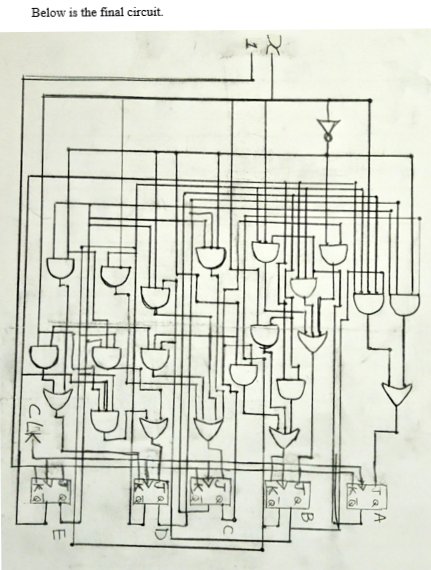 Below is the final circuit.
1
X
CLK
K J
Q̅ Q
E
K J
Q̅ Q
D
K J
Q̅ Q
C
K J
Q̅ Q
B
J
Q̅ Q
A